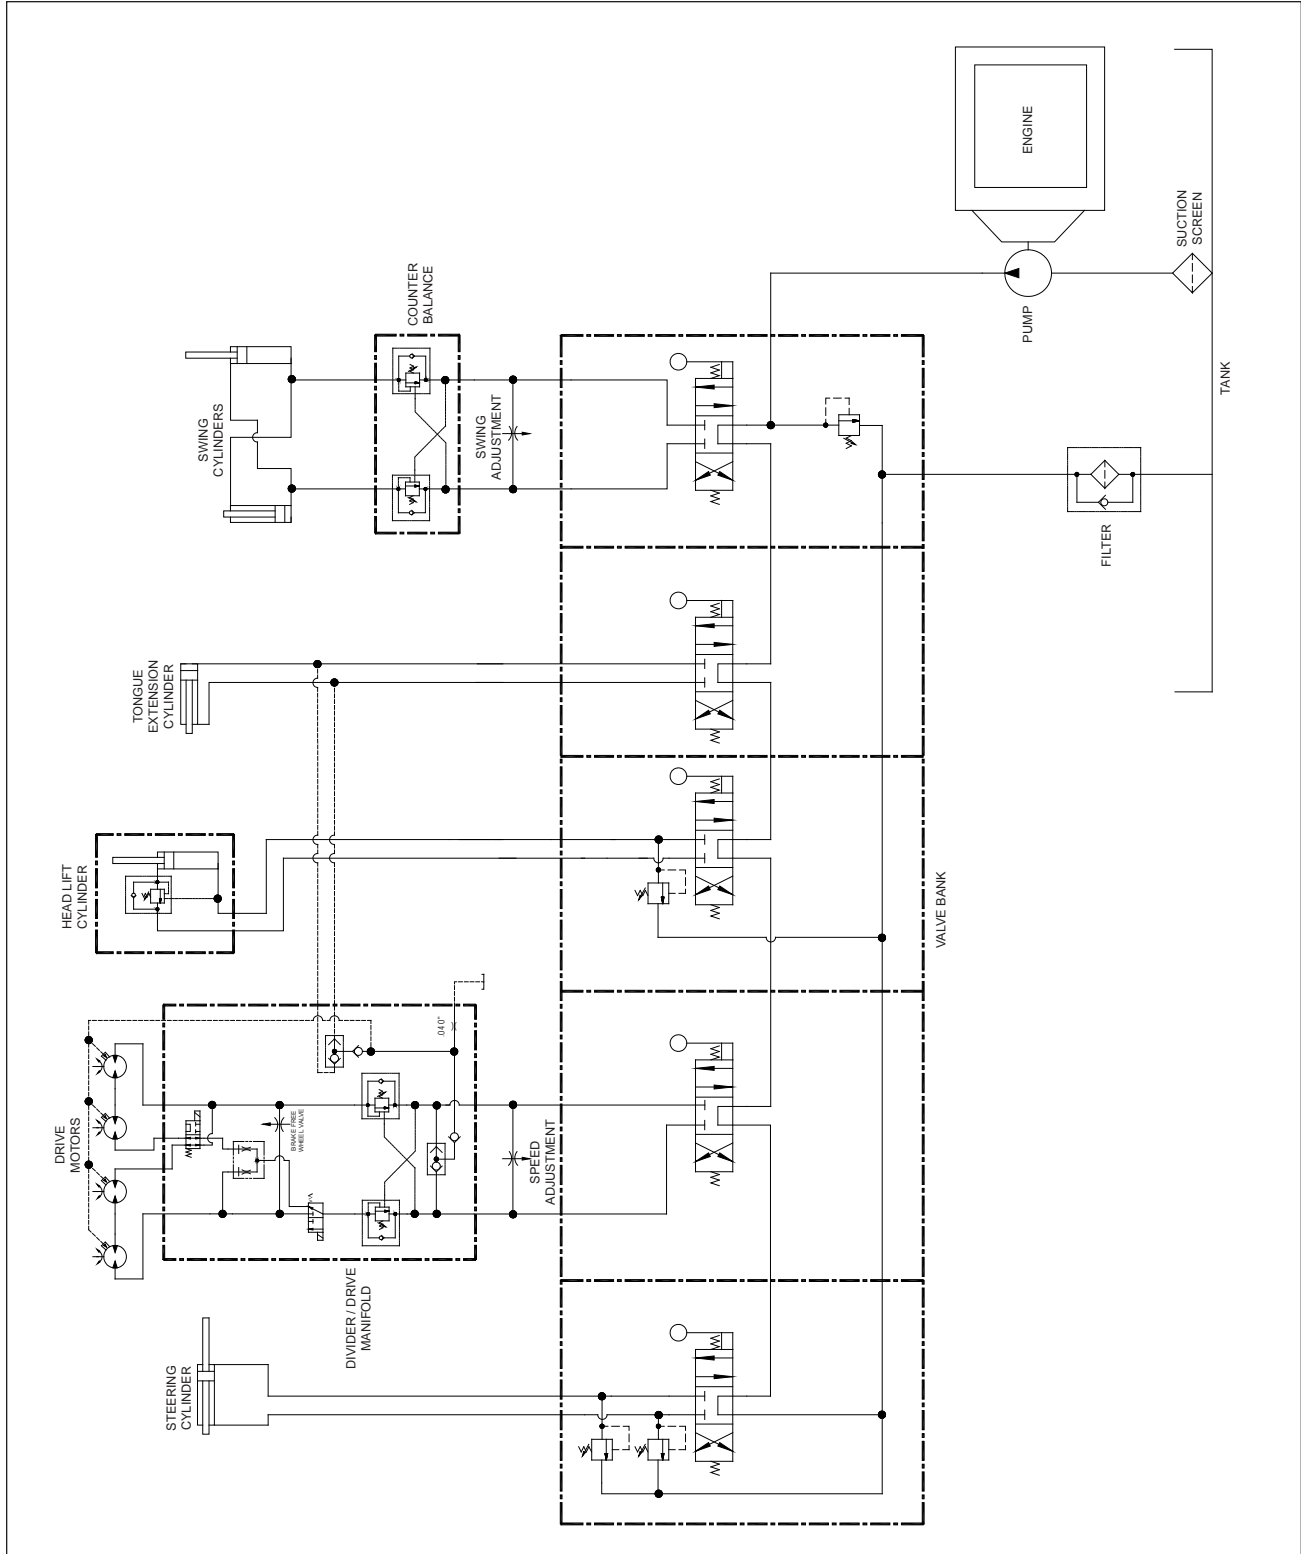 STEERING
CYLINDER
DRIVE
MOTORS
HEAD LIFT
CYLINDER
TONGUE
EXTENSION
CYLINDER
SWING
CYLINDERS
COUNTER
BALANCE
DIVIDER / DRIVE
MANIFOLD
BRAKE FREE
WHEEL VALVE
.040"
SPEED
ADJUSTMENT
SWING
ADJUSTMENT
VALVE BANK
FILTER
PUMP
ENGINE
SUCTION
SCREEN
TANK